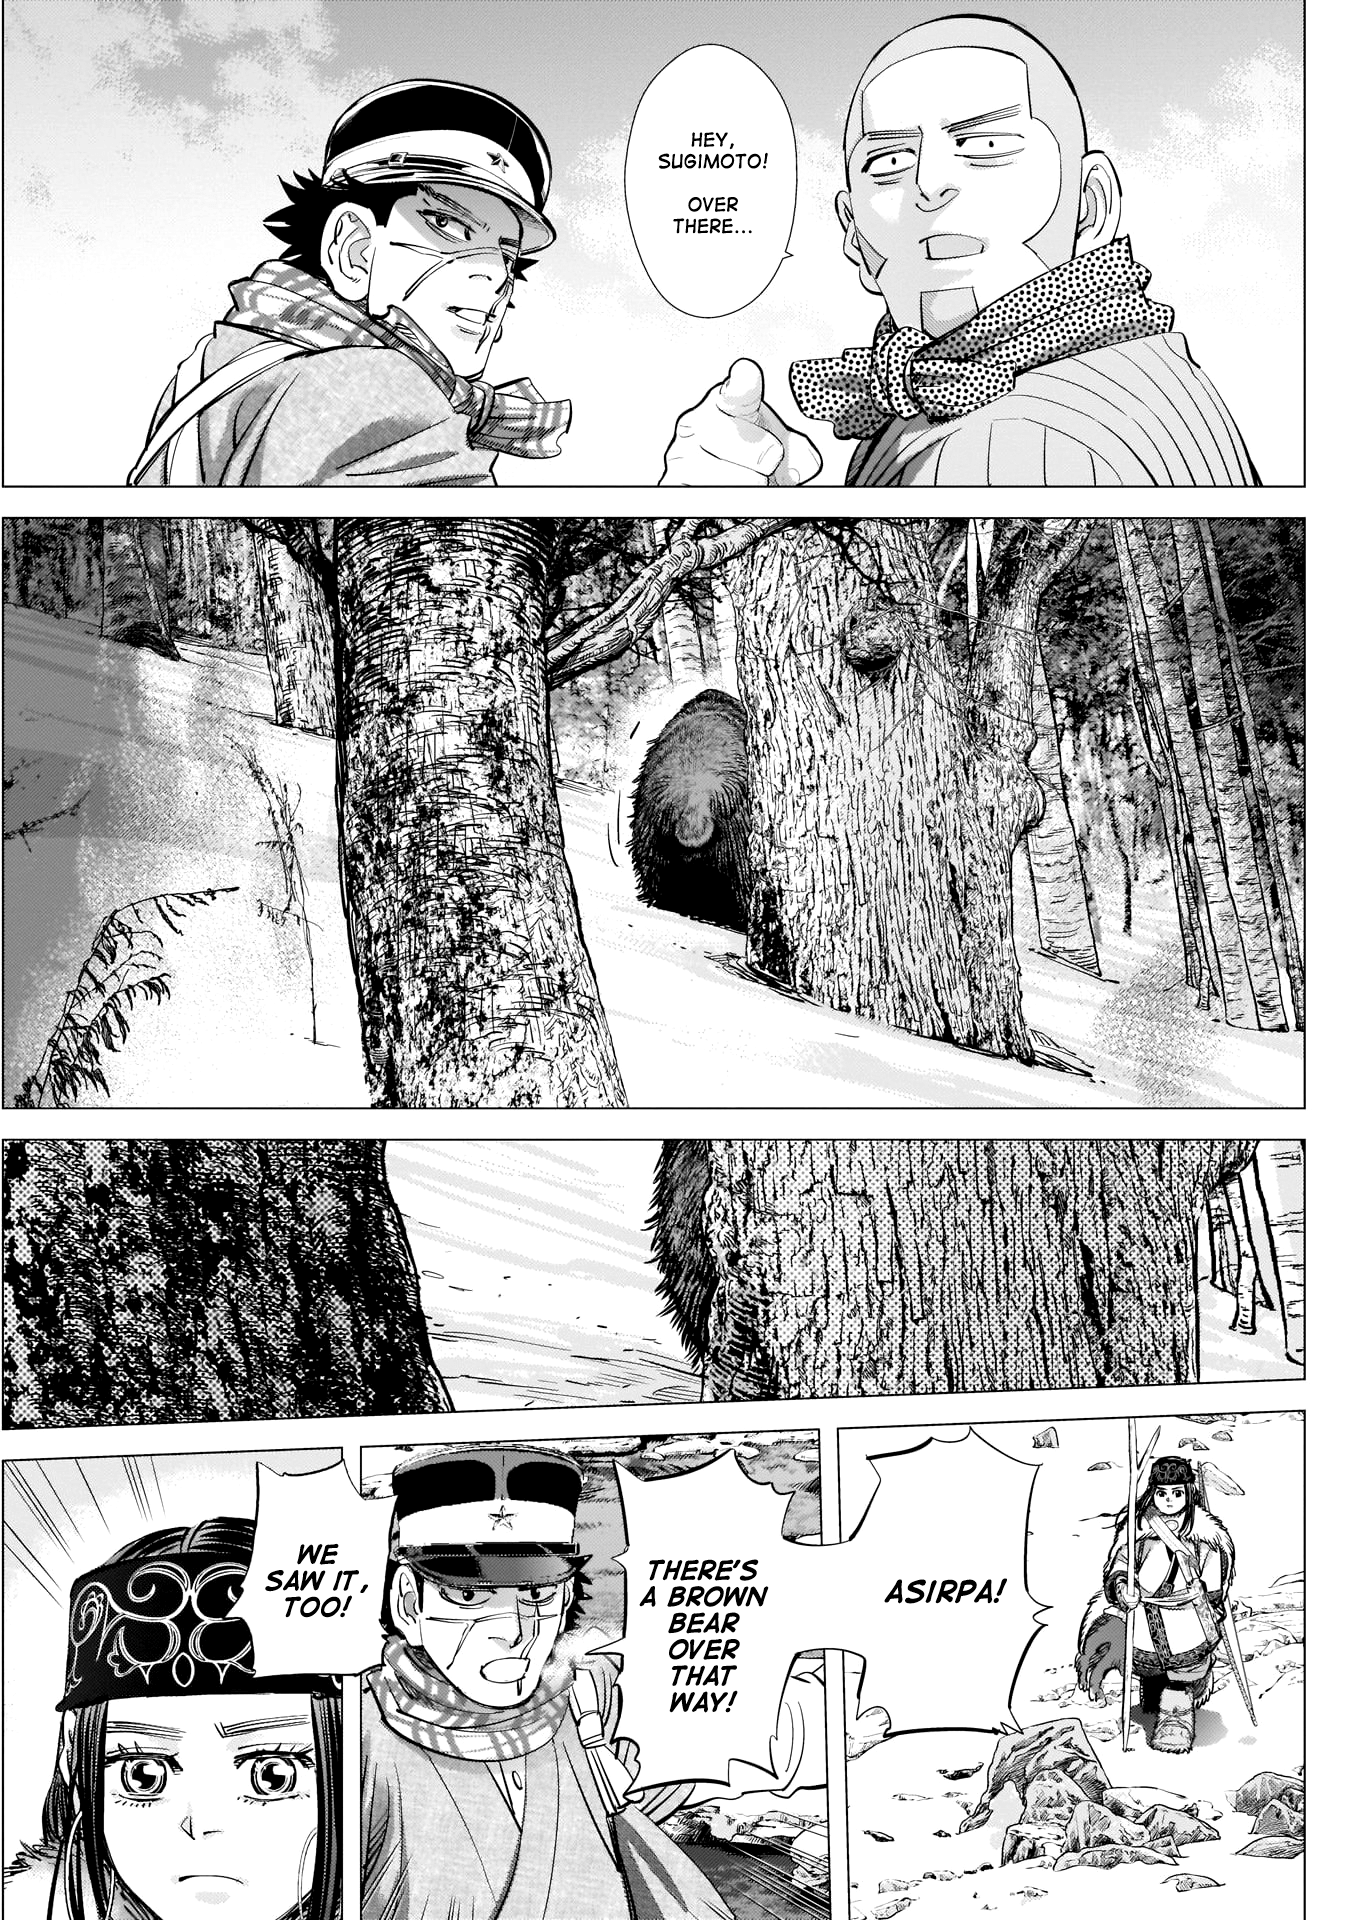 HEY,
SUGIMOTO!
OVER
THERE...
ASIRPA!
THERE'S
A BROWN
BEAR
OVER
THAT
WAY!
WE
SAW IT,
TOO!